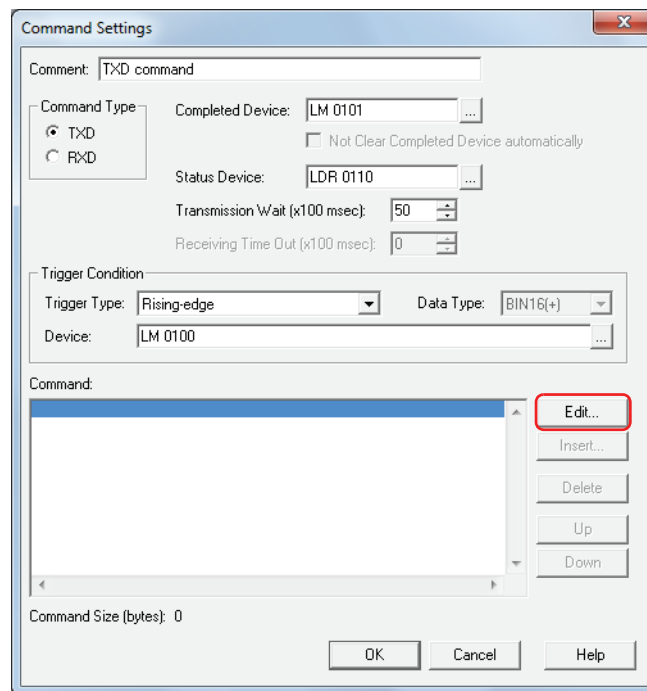 Command Settings
x
Comment: TXD command
Command Type
TXD
RXD
Completed Device: LM 0101 ...
Not Clear Completed Device automatically
Status Device: LDR 0110 ...
Transmission Wait (x100 msec): 50
Receiving Time Out (x100 msec): 0
Trigger Condition
Trigger Type: Rising-edge Data Type: BIN16(+)
Device: LM 0100 ...
Command:
Edit...
Insert...
Delete
Up
Down
Command Size (bytes): 0
OK Cancel Help